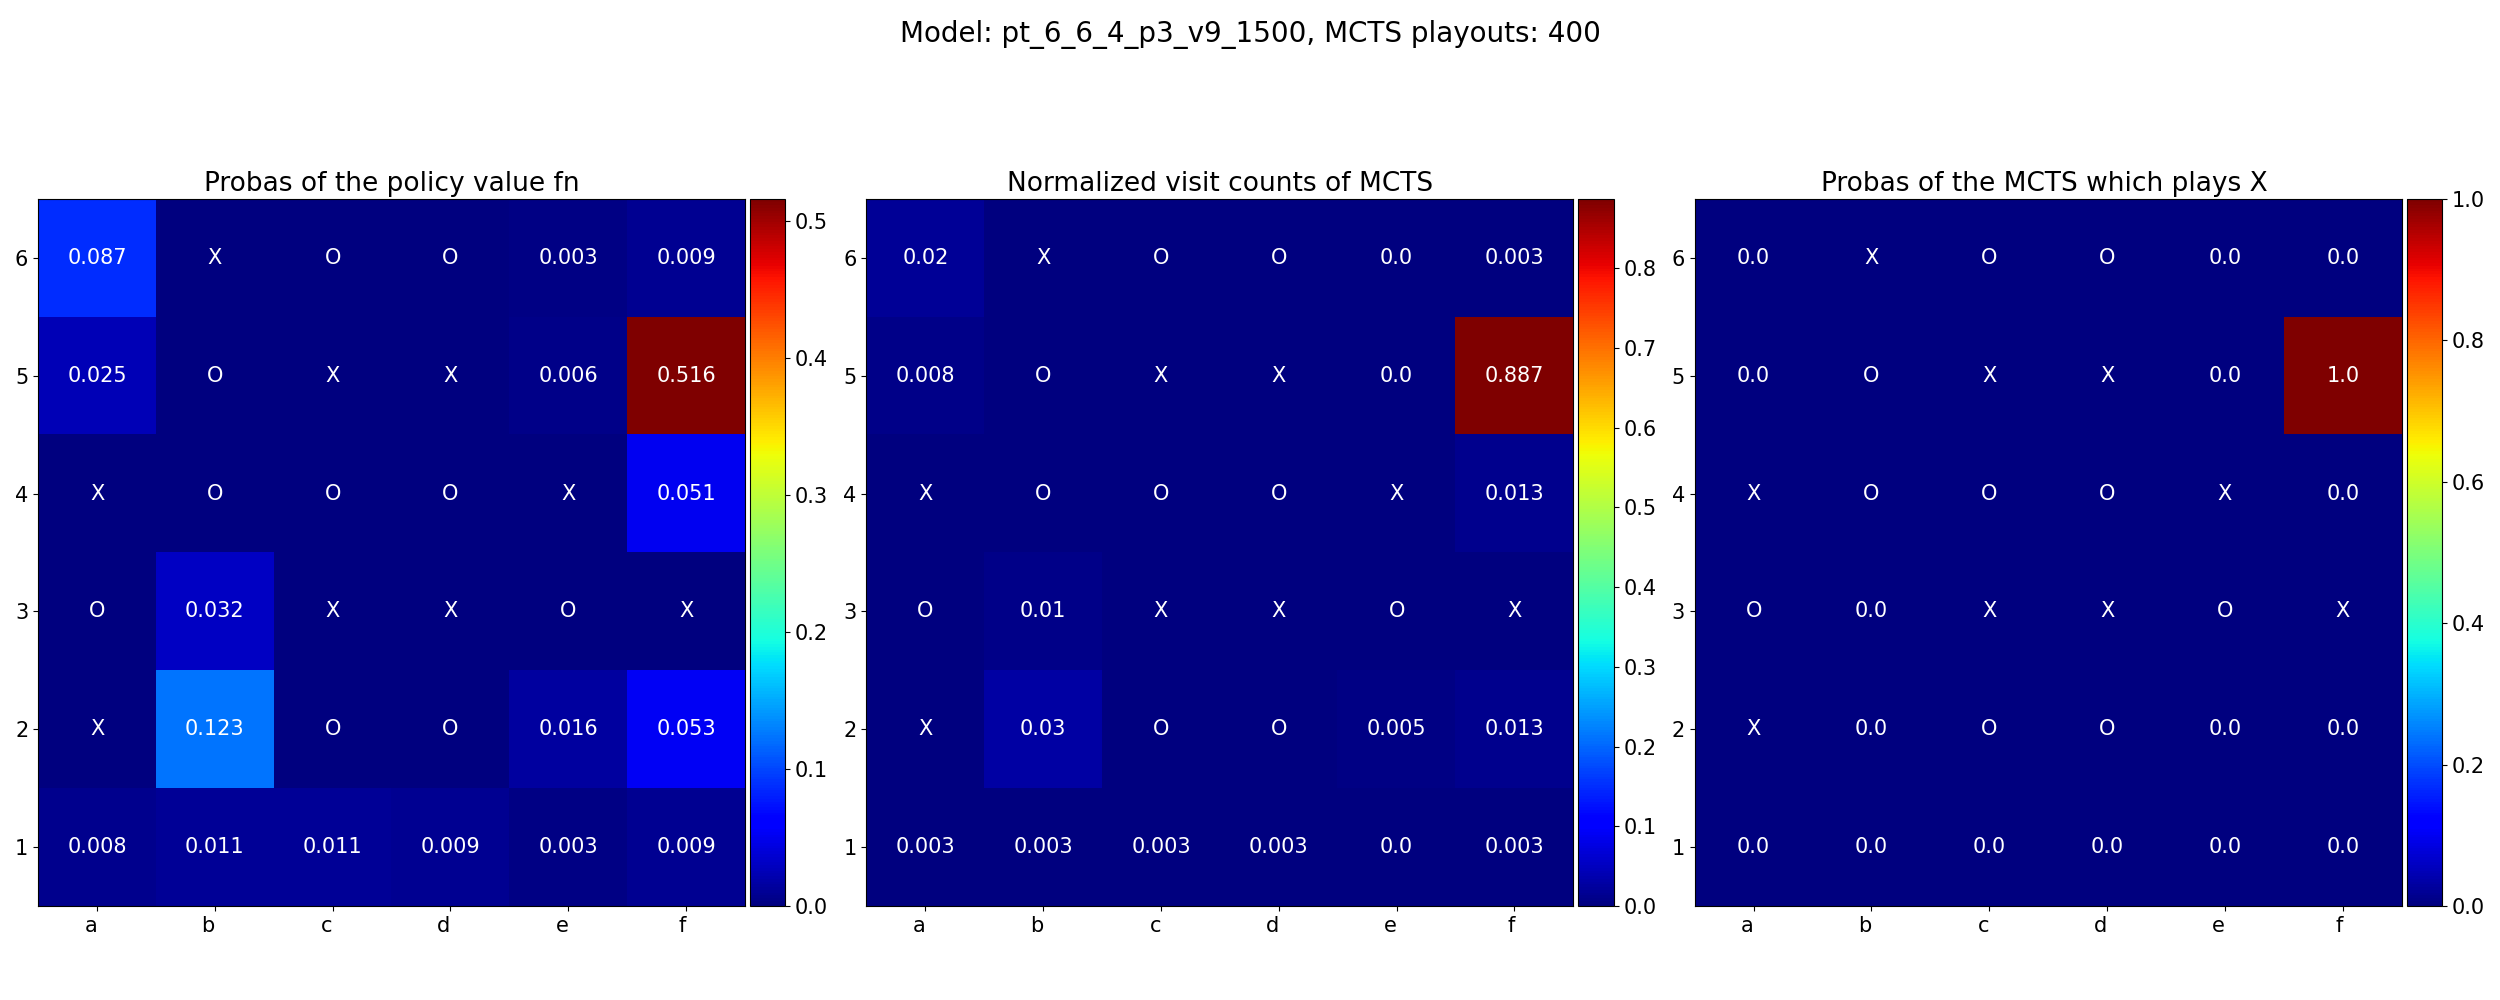 Model: pt_6_6_4_p3_v9_1500, MCTS playouts: 400
Probas of the policy value fn
6 0.087 X O O 0.003 0.009
5 0.025 O X X 0.006 0.516
4 X O O O X 0.051
3 O 0.032 X X O X
2 X 0.123 O O 0.016 0.053
1 0.008 0.011 0.011 0.009 0.003 0.009
a b c d e f
0.5
0.4
0.3
0.2
0.1
0.0
Normalized visit counts of MCTS
6 0.02 X O O 0.0 0.003
5 0.008 O X X 0.0 0.887
4 X O O O X 0.013
3 O 0.01 X X O X
2 X 0.03 O O 0.005 0.013
1 0.003 0.003 0.003 0.003 0.0 0.003
a b c d e f
0.8
0.7
0.6
0.5
0.4
0.3
0.2
0.1
0.0
Probas of the MCTS which plays X
6 0.0 X O O 0.0 0.0
5 0.0 O X X 0.0 1.0
4 X O O O X 0.0
3 O 0.0 X X O X
2 X 0.0 O O 0.0 0.0
1 0.0 0.0 0.0 0.0 0.0 0.0
a b c d e f
1.0
0.8
0.6
0.4
0.2
0.0